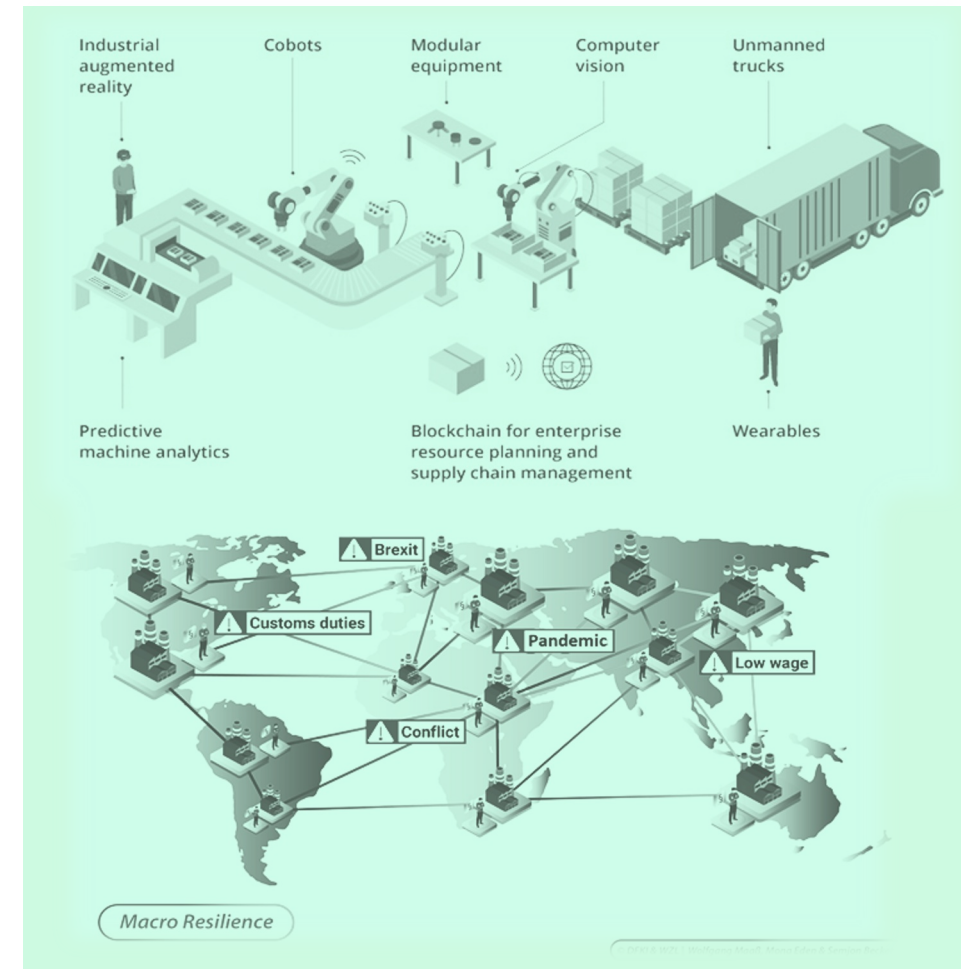 Industrial
augmented
reality
Cobots
Modular
equipment
Computer
vision
Unmanned
trucks
Predictive
machine analytics
Blockchain for enterprise
resource planning and
supply chain management
Wearables
Brexit
Customs duties
Pandemic
Low wage
Conflict
Macro Resilience